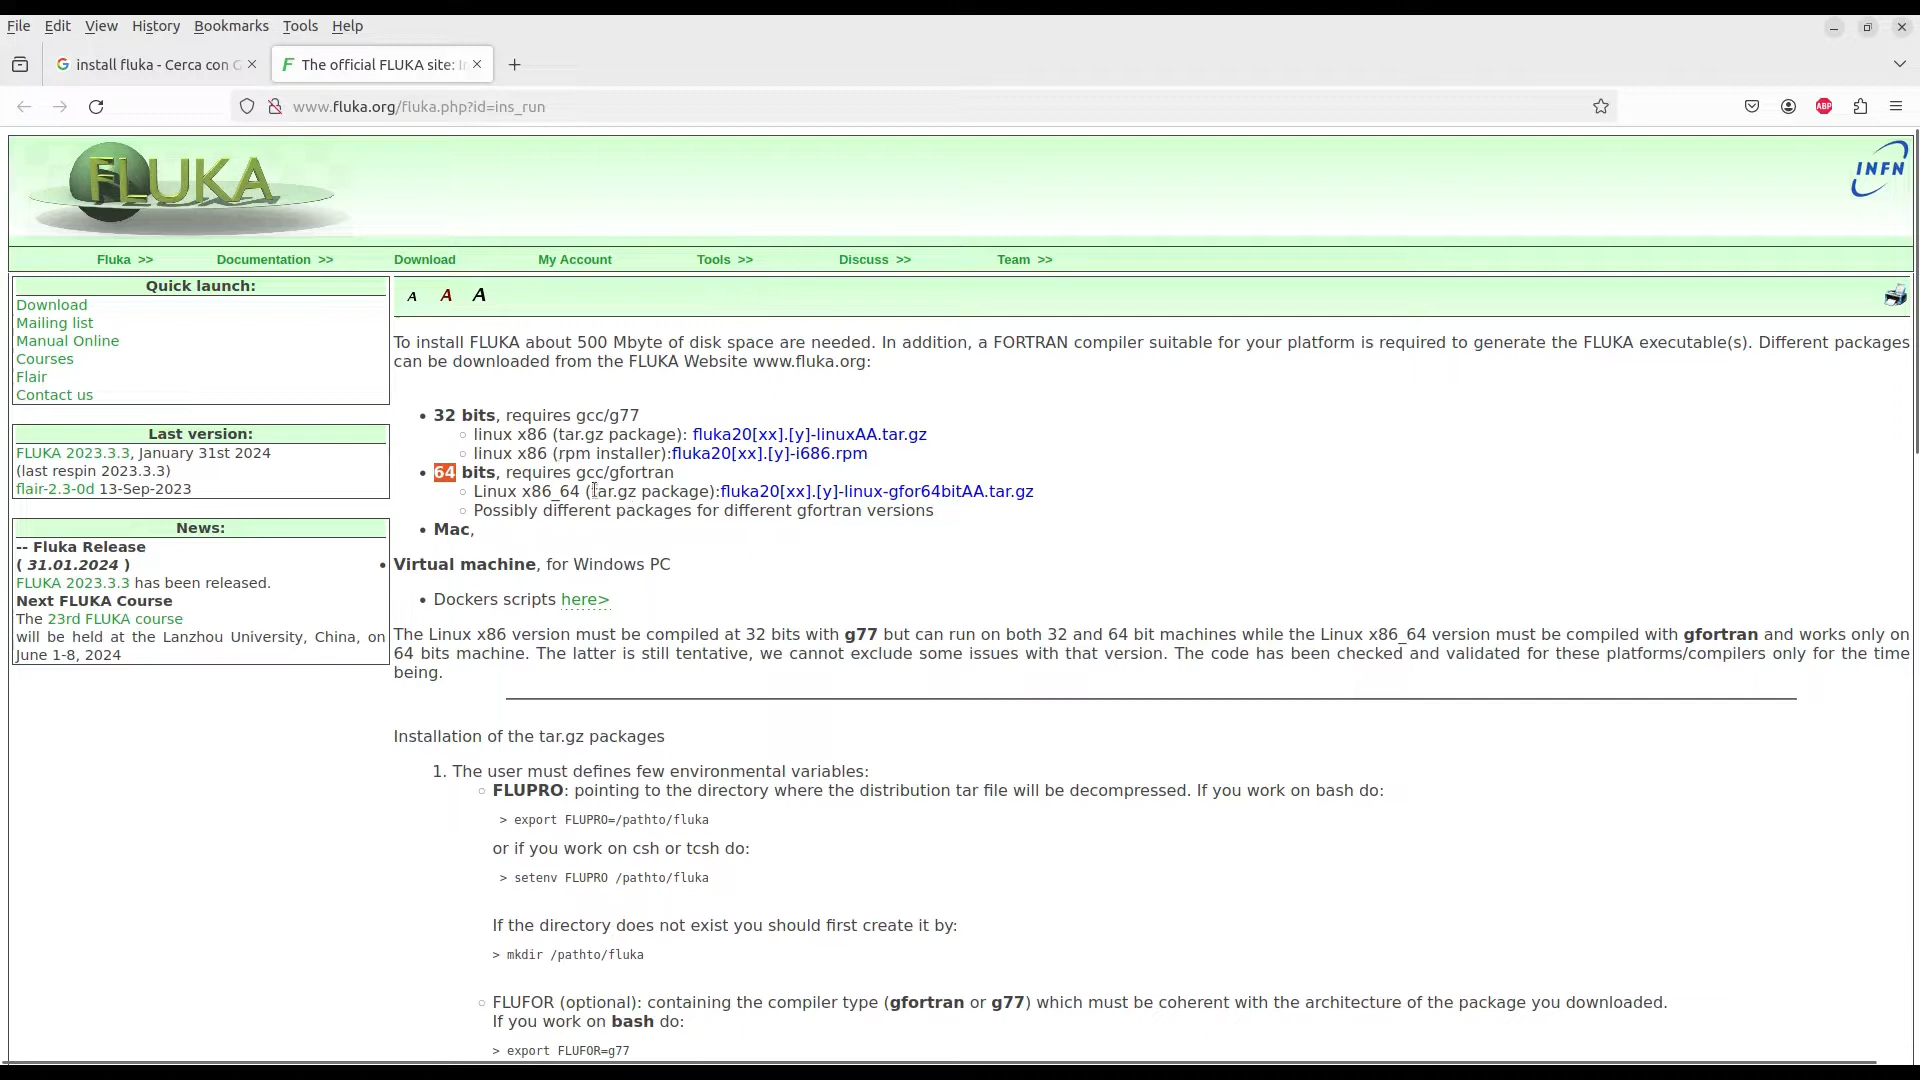 File Edit View History Bookmarks Tools Help
install fluka - Cerca con G
The official FLUKA site: In
www.fluka.org/fluka.php?id=ins_run
ABP
FLUKA
INFN
Fluka >> Documentation >> Download My Account Tools >> Discuss >> Team >>
Quick launch:
Download
Mailing list
Manual Online
Courses
Flair
Contact us
Last version:
FLUKA 2023.3.3, January 31st 2024
(last respin 2023.3.3)
flair-2.3-0d 13-Sep-2023
News:
-- Fluka Release
( 31.01.2024 )
FLUKA 2023.3.3 has been released.
Next FLUKA Course
The 23rd FLUKA course
will be held at the Lanzhou University, China, on
June 1-8, 2024
A A A
To install FLUKA about 500 Mbyte of disk space are needed. In addition, a FORTRAN compiler suitable for your platform is required to generate the FLUKA executable(s). Different packages
can be downloaded from the FLUKA Website www.fluka.org:
• 32 bits, requires gcc/g77
○ linux x86 (tar.gz package): fluka20[xx].[y]-linuxAA.tar.gz
○ linux x86 (rpm installer):fluka20[xx].[y]-i686.rpm
• 64 bits, requires gcc/gfortran
○ Linux x86_64 (tar.gz package):fluka20[xx].[y]-linux-gfor64bitAA.tar.gz
○ Possibly different packages for different gfortran versions
• Mac,
• Virtual machine, for Windows PC
• Dockers scripts here>
The Linux x86 version must be compiled at 32 bits with g77 but can run on both 32 and 64 bit machines while the Linux x86_64 version must be compiled with gfortran and works only on
64 bits machine. The latter is still tentative, we cannot exclude some issues with that version. The code has been checked and validated for these platforms/compilers only for the time
being.
Installation of the tar.gz packages
1. The user must defines few environmental variables:
○ FLUPRO: pointing to the directory where the distribution tar file will be decompressed. If you work on bash do:
> export FLUPRO=/pathto/fluka
or if you work on csh or tcsh do:
> setenv FLUPRO /pathto/fluka
If the directory does not exist you should first create it by:
> mkdir /pathto/fluka
○ FLUFOR (optional): containing the compiler type (gfortran or g77) which must be coherent with the architecture of the package you downloaded.
If you work on bash do:
> export FLUFOR=g77